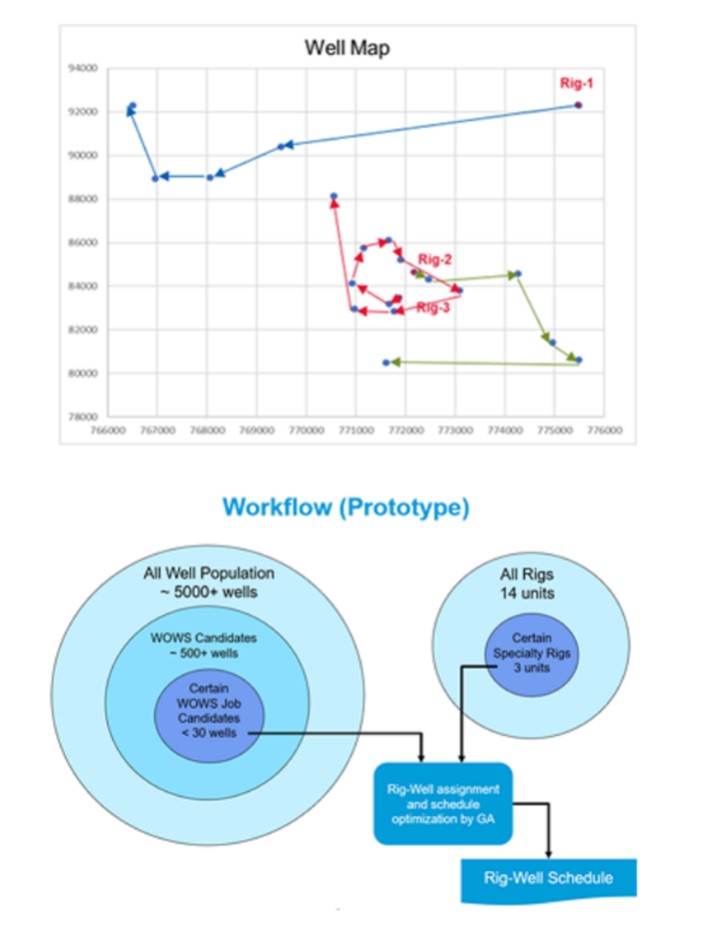 Well Map
94000
92000
90000
88000
86000
84000
82000
80000
78000
766000 767000 768000 769000 770000 771000 772000 773000 774000 775000 776000
Rig-1
Rig-2
Rig-3
Workflow (Prototype)
All Well Population
~ 5000+ wells
WOWS Candidates
~ 500+ wells
Certain
WOWS Job
Candidates
< 30 wells
All Rigs
14 units
Certain
Specialty Rigs
3 units
Rig-Well assignment
and schedule
optimization by GA
Rig-Well Schedule